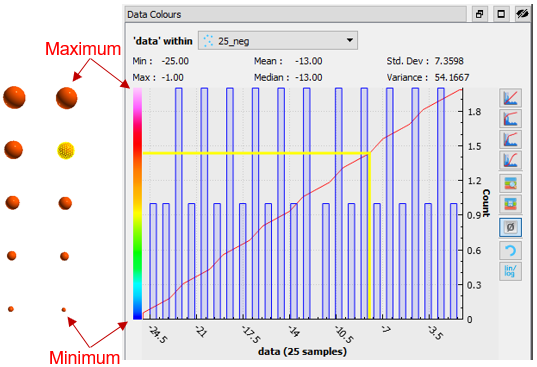 Data Colours
Maximum
'data' within 25_neg
Min : -25.00 Mean : -13.00 Std. Dev : 7.3598
Max : -1.00 Median : -13.00 Variance : 54.1667
1.8
1.5
1.2
0.9
0.6
0.3
0
Count
-24.5 -21 -17.5 -14 -10.5 -7 -3.5
data (25 samples)
Ø
lin/
log
Minimum